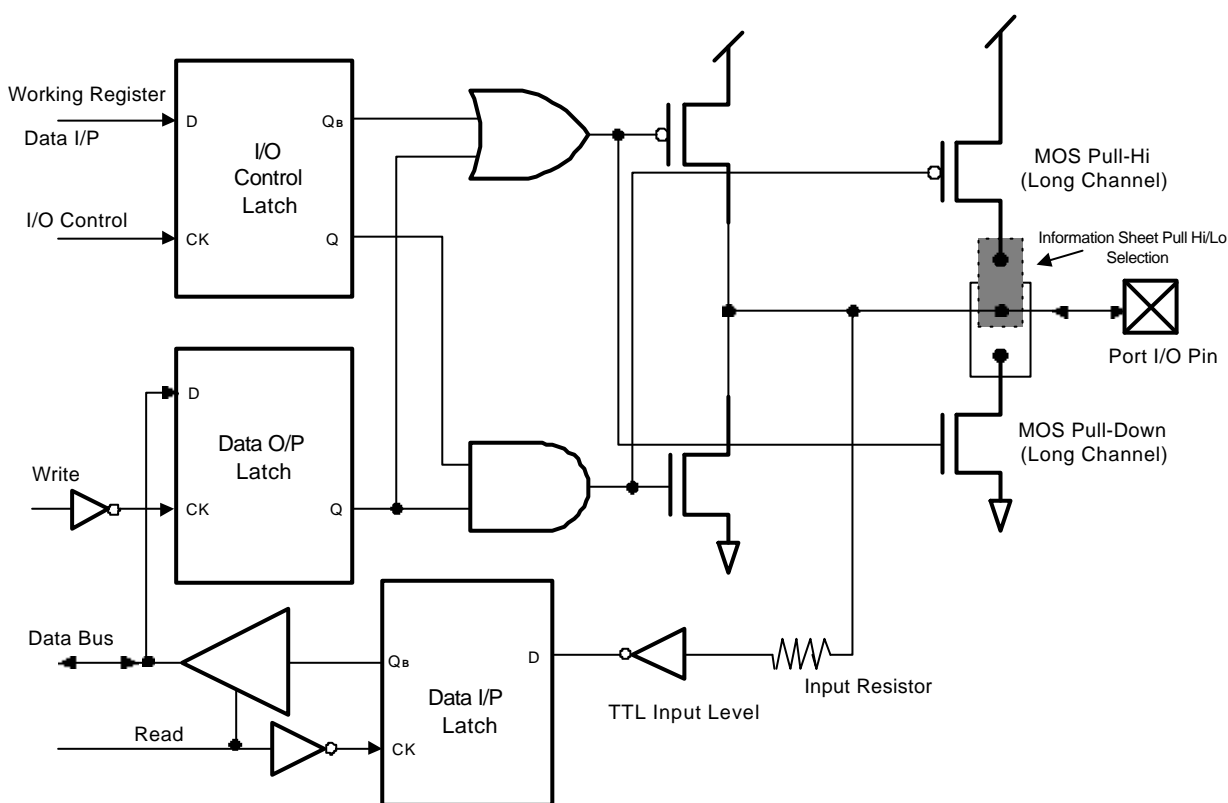 Working Register
Data I/P
I/O Control
D
CK
QB
Q
I/O
Control
Latch
MOS Pull-Hi
(Long Channel)
Information Sheet Pull Hi/Lo
Selection
Port I/O Pin
MOS Pull-Down
(Long Channel)
Write
D
CK
Q
Data O/P
Latch
Data Bus
Read
QB
CK
D
Data I/P
Latch
TTL Input Level
Input Resistor